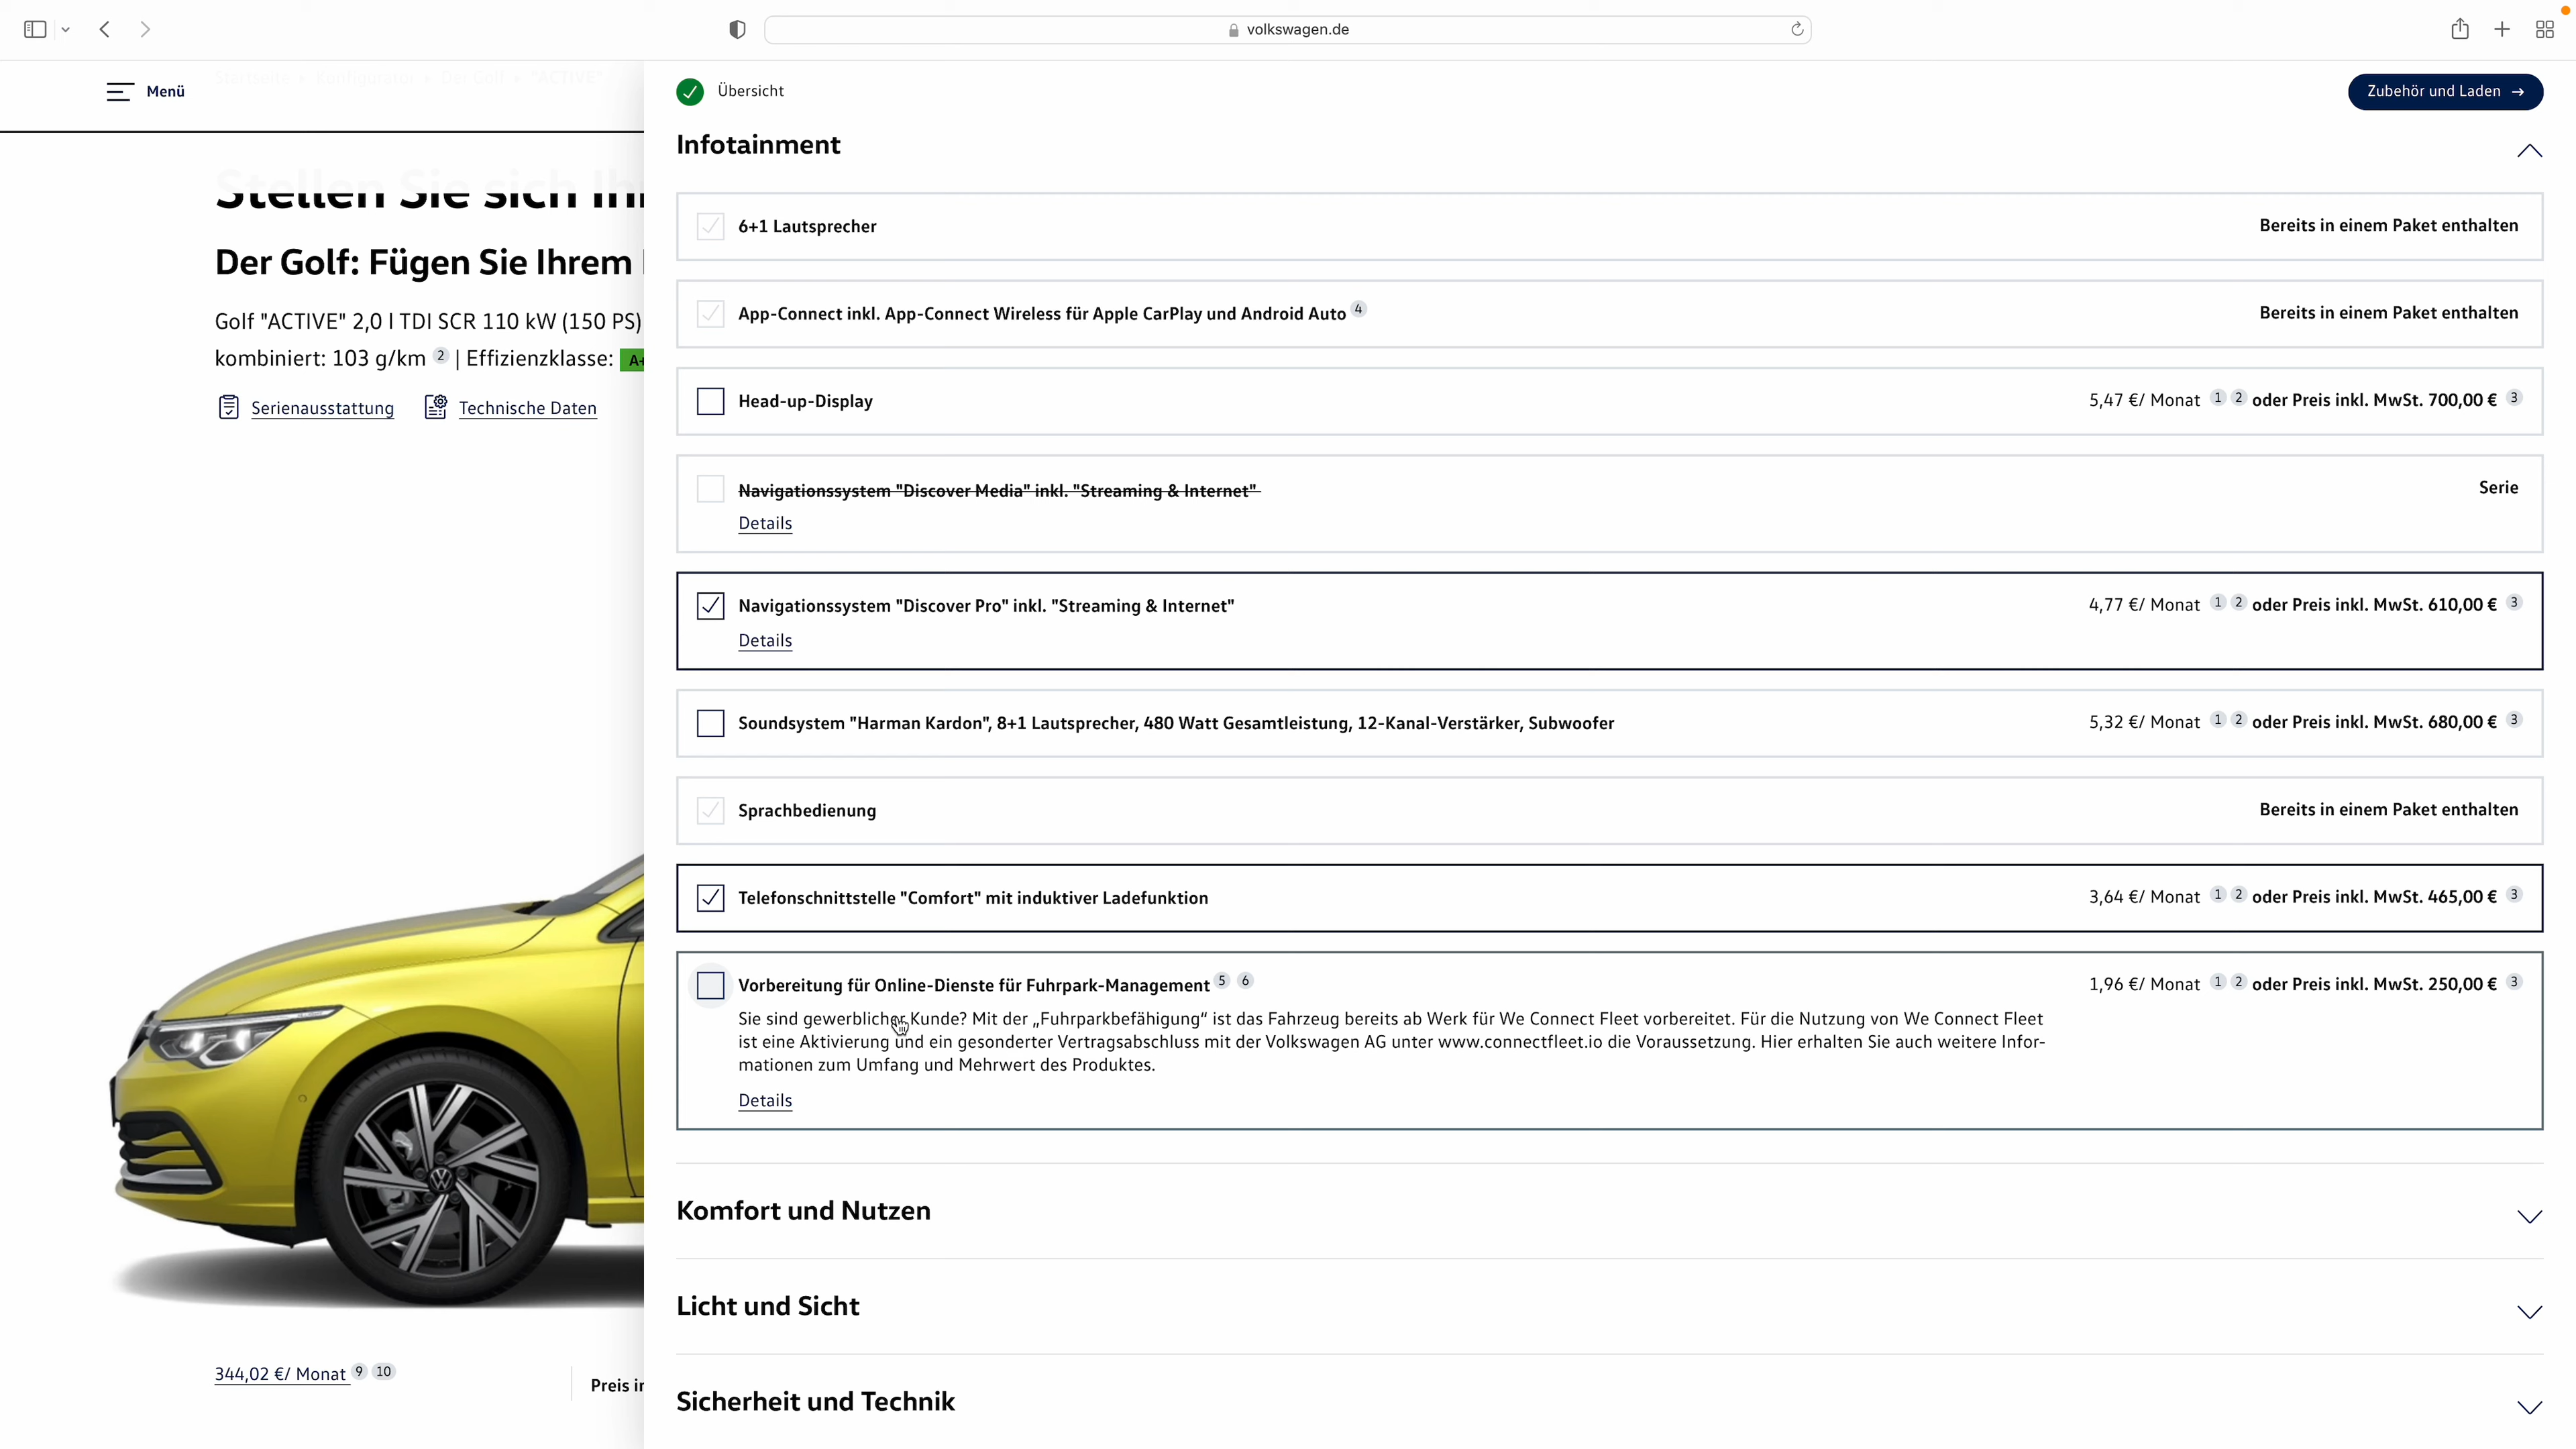 volkswagen.de
Menü
Startseite Konfigurator Der Golf "ACTIVE"
Stellen Sie sich Ihr
Der Golf: Fügen Sie Ihrem
Golf "ACTIVE" 2,0 l TDI SCR 110 kW (150 PS)
kombiniert: 103 g/km 2 | Effizienzklasse: A+
Serienausstattung Technische Daten
344,02 €/ Monat 9 10
Preis in
Übersicht
Zubehör und Laden →
Infotainment
6+1 Lautsprecher Bereits in einem Paket enthalten
App-Connect inkl. App-Connect Wireless für Apple CarPlay und Android Auto 4 Bereits in einem Paket enthalten
Head-up-Display 5,47 €/ Monat 1 2 oder Preis inkl. MwSt. 700,00 € 3
Navigationssystem "Discover Media" inkl. "Streaming & Internet" Serie
Details
Navigationssystem "Discover Pro" inkl. "Streaming & Internet" 4,77 €/ Monat 1 2 oder Preis inkl. MwSt. 610,00 € 3
Details
Soundsystem "Harman Kardon", 8+1 Lautsprecher, 480 Watt Gesamtleistung, 12-Kanal-Verstärker, Subwoofer 5,32 €/ Monat 1 2 oder Preis inkl. MwSt. 680,00 € 3
Sprachbedienung Bereits in einem Paket enthalten
Telefonschnittstelle "Comfort" mit induktiver Ladefunktion 3,64 €/ Monat 1 2 oder Preis inkl. MwSt. 465,00 € 3
Vorbereitung für Online-Dienste für Fuhrpark-Management 5 6 1,96 €/ Monat 1 2 oder Preis inkl. MwSt. 250,00 € 3
Sie sind gewerblicher Kunde? Mit der „Fuhrparkbefähigung“ ist das Fahrzeug bereits ab Werk für We Connect Fleet vorbereitet. Für die Nutzung von We Connect Fleet
ist eine Aktivierung und ein gesonderter Vertragsabschluss mit der Volkswagen AG unter www.connectfleet.io die Voraussetzung. Hier erhalten Sie auch weitere Infor-
mationen zum Umfang und Mehrwert des Produktes.
Details
Komfort und Nutzen
Licht und Sicht
Sicherheit und Technik